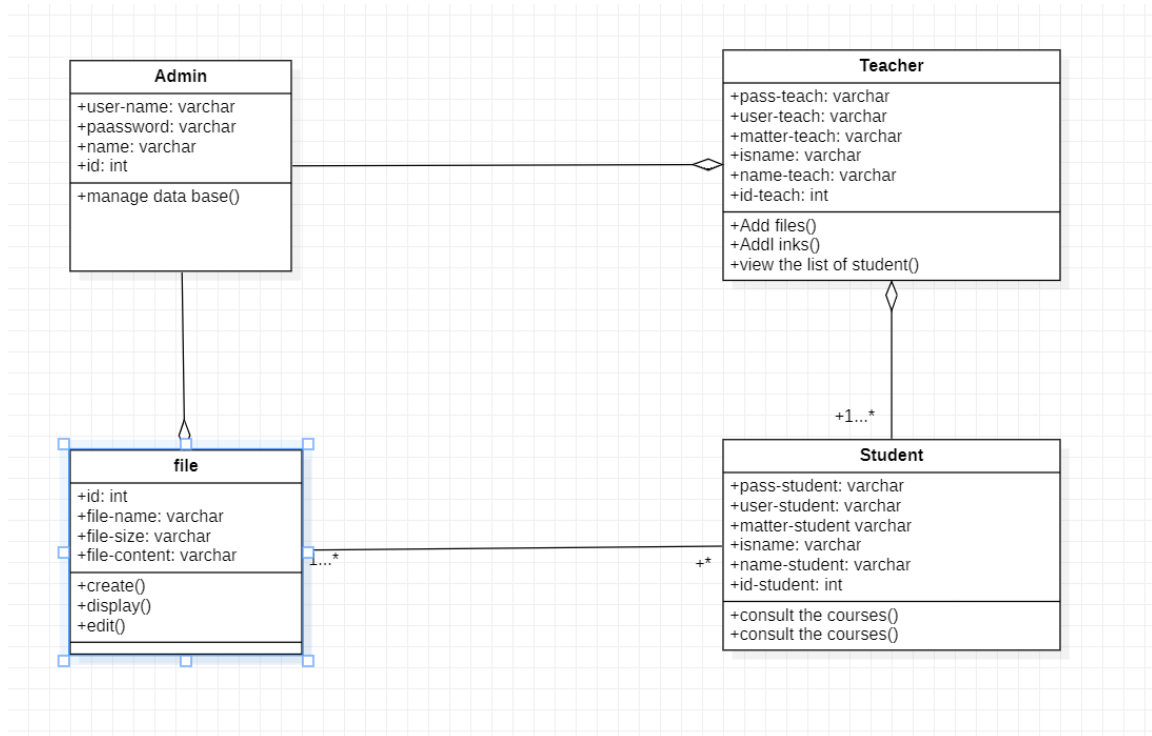 Admin
+user-name: varchar
+paassword: varchar
+name: varchar
+id: int
+manage data base()
Teacher
+pass-teach: varchar
+user-teach: varchar
+matter-teach: varchar
+isname: varchar
+name-teach: varchar
+id-teach: int
+Add files()
+Addl inks()
+view the list of student()
+1...*
file
+id: int
+file-name: varchar
+file-size: varchar
+file-content: varchar
+create()
+display()
+edit()
1...*
+*
Student
+pass-student: varchar
+user-student: varchar
+matter-student varchar
+isname: varchar
+name-student: varchar
+id-student: int
+consult the courses()
+consult the courses()